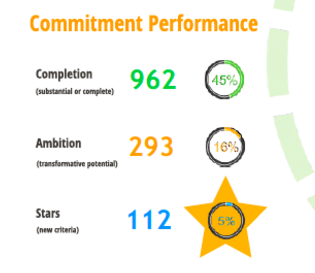 Commitment Performance
Completion 962 45%
(substantial or complete)
Ambition 293 16%
(transformative potential)
Stars 112 5%
(new criteria)